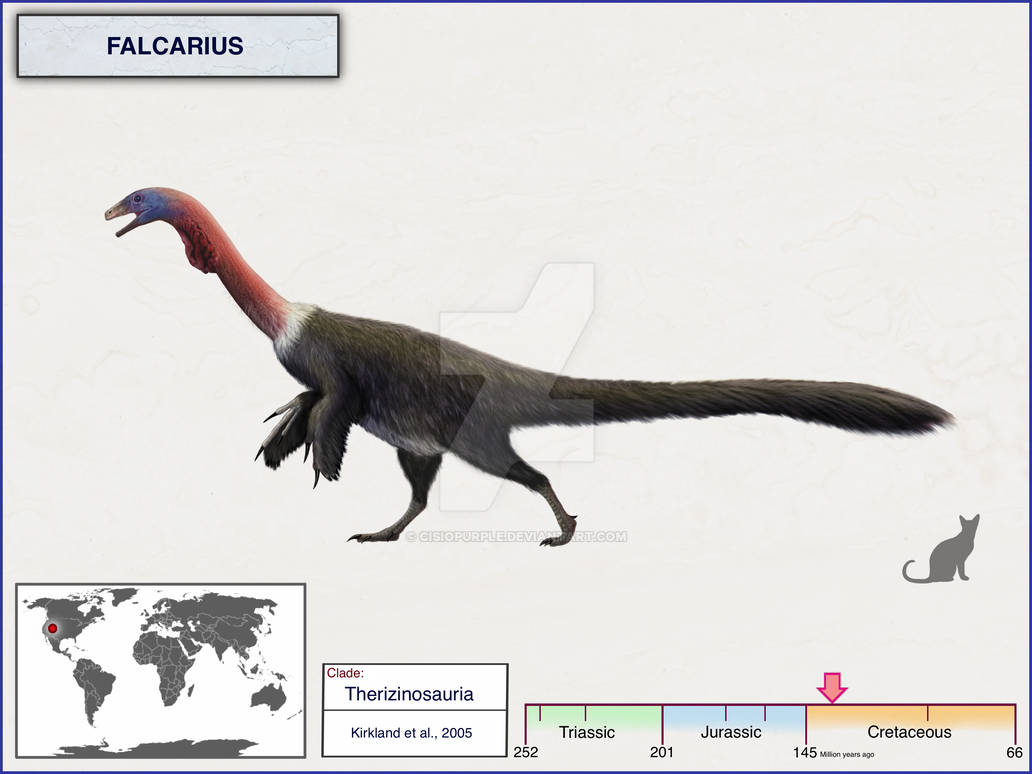 FALCARIUS
© CISIOPURPLE.DEVIANTART.COM
Clade:
Therizinosauria
Kirkland et al., 2005
Triassic
Jurassic
Cretaceous
252
201
145 Million years ago
66